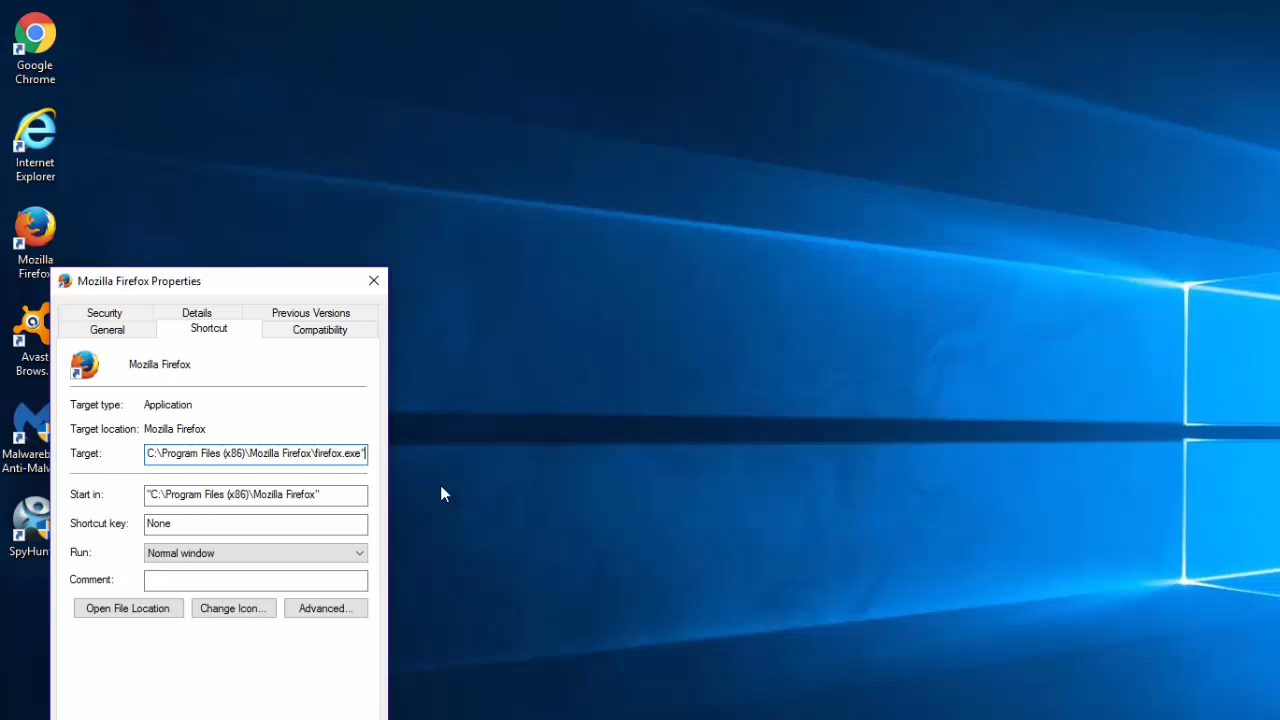 Google
Chrome
Internet
Explorer
Mozilla
Firefo
Avast
Brows...
Malwareb
Anti-Mal
SpyHun
Mozilla Firefox Properties
Security
Details
Previous Versions
General
Shortcut
Compatibility
Mozilla Firefox
Target type: Application
Target location: Mozilla Firefox
Target: C:\Program Files (x86)\Mozilla Firefox\firefox.exe"
Start in: "C:\Program Files (x86)\Mozilla Firefox"
Shortcut key: None
Run: Normal window
Comment:
Open File Location
Change Icon...
Advanced...